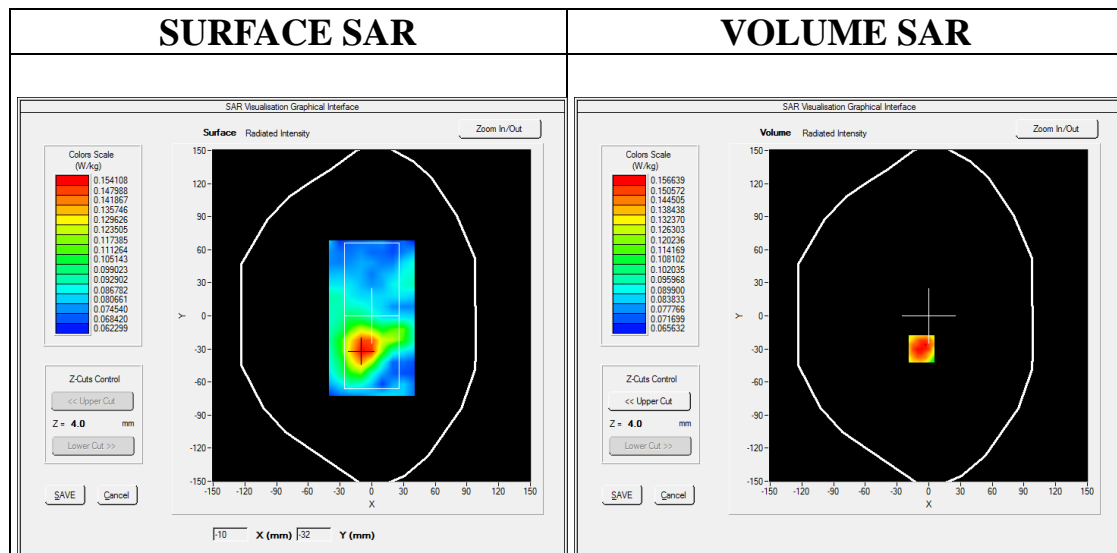 SURFACE SAR
VOLUME SAR
SAR Visualisation Graphical Interface
Surface Radiated Intensity
Zoom In/Out
Colors Scale
(W/kg)
0.154108
0.147988
0.141867
0.135746
0.129626
0.123505
0.117385
0.111264
0.105143
0.099023
0.092902
0.086782
0.080661
0.074540
0.068420
0.062299
150
120
90
60
30
0
-30
-60
-90
-120
-150
Y
-150 -120 -90 -60 -30 0 30 60 90 120 150
X
Z-Cuts Control
<< Upper Cut
Z = 4.0 mm
Lower Cut >>
SAVE Cancel
-10 X (mm) -32 Y (mm)
SAR Visualisation Graphical Interface
Volume Radiated Intensity
Zoom In/Out
Colors Scale
(W/kg)
0.156639
0.150572
0.144505
0.138438
0.132370
0.126303
0.120236
0.114169
0.108102
0.102035
0.095968
0.089900
0.083833
0.077766
0.071699
0.065632
150
120
90
60
30
0
-30
-60
-90
-120
-150
Y
-150 -120 -90 -60 -30 0 30 60 90 120 150
X
Z-Cuts Control
<< Upper Cut
Z = 4.0 mm
Lower Cut >>
SAVE Cancel